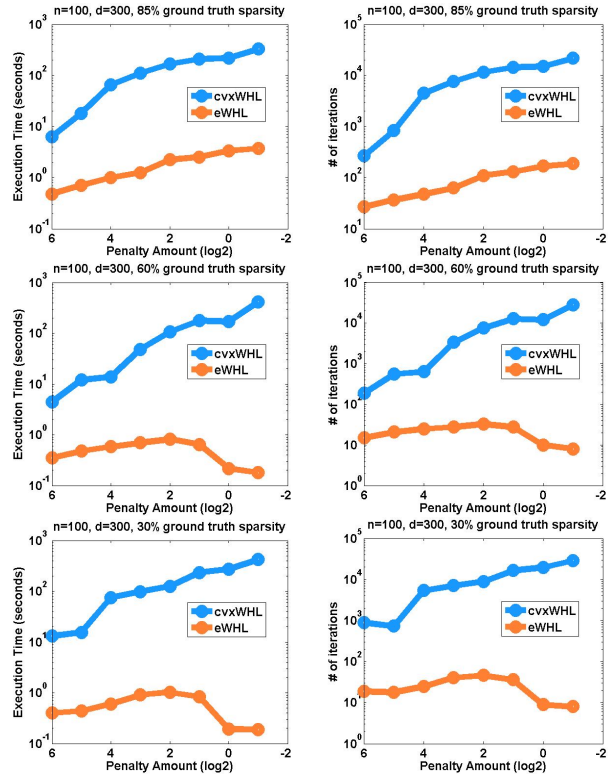 n=100, d=300, 85% ground truth sparsity
Execution Time (seconds)
10^3
10^2
10^1
10^0
10^-1
cvxWHL
eWHL
6 4 2 0 -2
Penalty Amount (log2)
n=100, d=300, 85% ground truth sparsity
# of iterations
10^5
10^4
10^3
10^2
10^1
cvxWHL
eWHL
6 4 2 0 -2
Penalty Amount (log2)
n=100, d=300, 60% ground truth sparsity
Execution Time (seconds)
10^3
10^2
10^1
10^0
10^-1
cvxWHL
eWHL
6 4 2 0 -2
Penalty Amount (log2)
n=100, d=300, 60% ground truth sparsity
# of iterations
10^5
10^4
10^2
10^0
cvxWHL
eWHL
6 4 2 0 -2
Penalty Amount (log2)
n=100, d=300, 30% ground truth sparsity
Execution Time (seconds)
10^3
10^2
10^0
10^-1
cvxWHL
eWHL
6 4 2 0 -2
Penalty Amount (log2)
n=100, d=300, 30% ground truth sparsity
# of iterations
10^5
10^4
10^2
10^1
10^0
cvxWHL
eWHL
6 4 2 0 -2
Penalty Amount (log2)